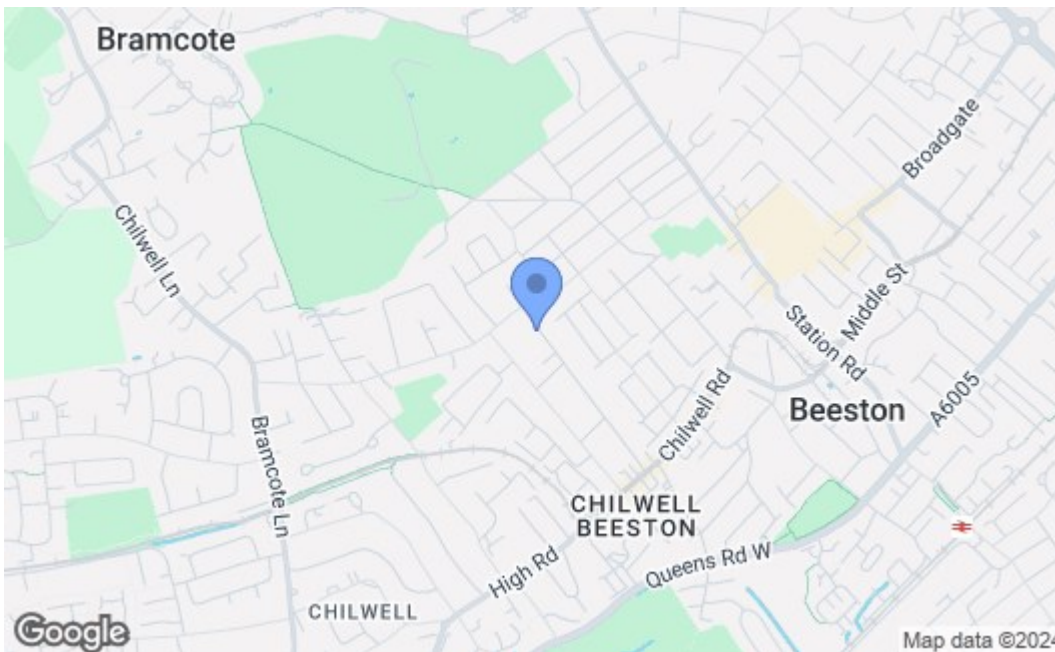 Bramcote
Broadgate
Chilwell Ln
Middle St
Station Rd
Chilwell Rd
A6005
Beeston
Bramcote Ln
CHILWELL
BEESTON
High Rd
Queens Rd W
CHILWELL
Google
Map data ©2024